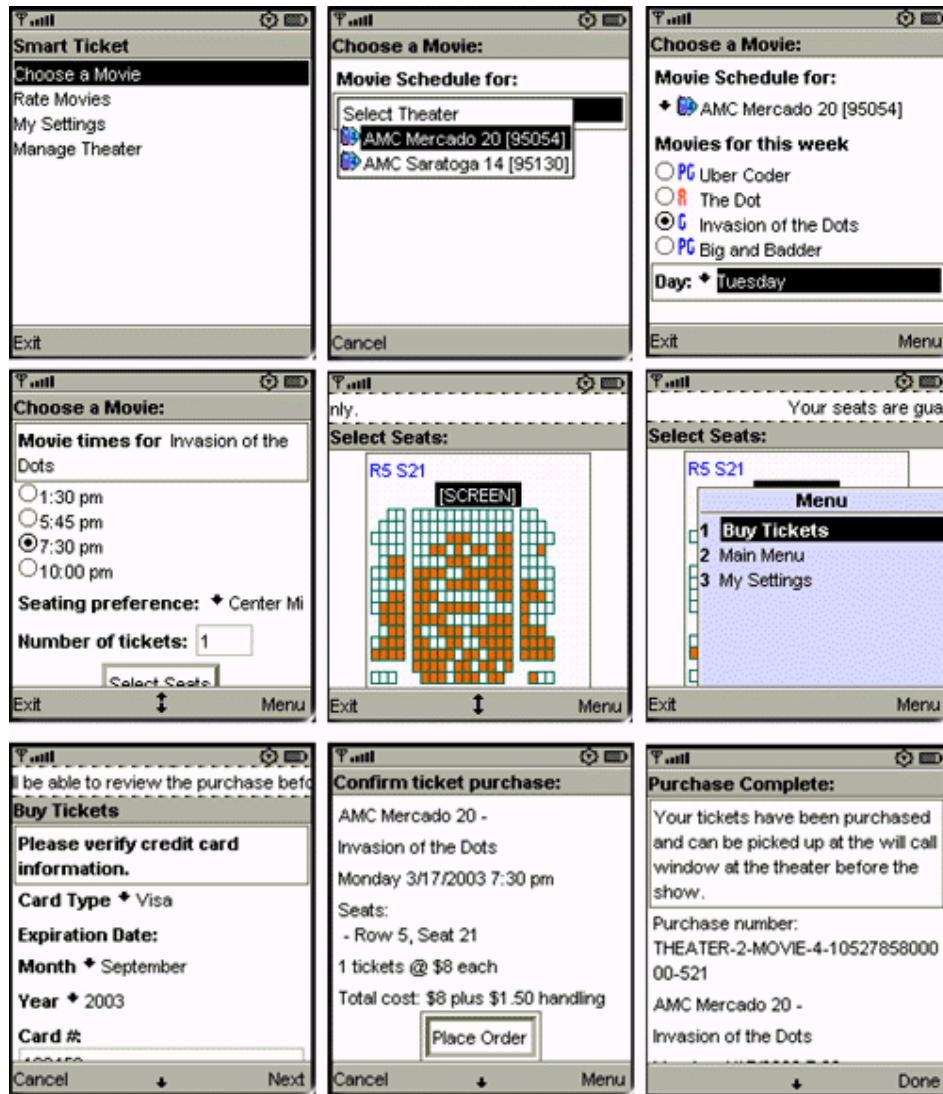 Smart Ticket
Choose a Movie
Rate Movies
My Settings
Manage Theater
Exit
Choose a Movie:
Movie Schedule for:
Select Theater
AMC Mercado 20 [95054]
AMC Saratoga 14 [95130]
Cancel
Choose a Movie:
Movie Schedule for:
AMC Mercado 20 [95054]
Movies for this week
PG Uber Coder
R The Dot
G Invasion of the Dots
PG Big and Badder
Day: Tuesday
Exit Menu
Choose a Movie:
Movie times for Invasion of the
Dots
1:30 pm
5:45 pm
7:30 pm
10:00 pm
Seating preference: Center Mi
Number of tickets: 1
Select Seats
Exit Menu
nly.
Select Seats:
R5 S21
[SCREEN]
Exit Menu
Your seats are gua
Select Seats:
R5 S21
Menu
1 Buy Tickets
2 Main Menu
3 My Settings
Exit Menu
ll be able to review the purchase befo
Buy Tickets
Please verify credit card
information.
Card Type Visa
Expiration Date:
Month September
Year 2003
Card #:
Cancel Next
Confirm ticket purchase:
AMC Mercado 20 -
Invasion of the Dots
Monday 3/17/2003 7:30 pm
Seats:
- Row 5, Seat 21
1 tickets @ $8 each
Total cost: $8 plus $1.50 handling
Place Order
Cancel Menu
Purchase Complete:
Your tickets have been purchased
and can be picked up at the will call
window at the theater before the
show.
Purchase number:
THEATER-2-MOVIE-4-10527858000
00-521
AMC Mercado 20 -
Invasion of the Dots
Done